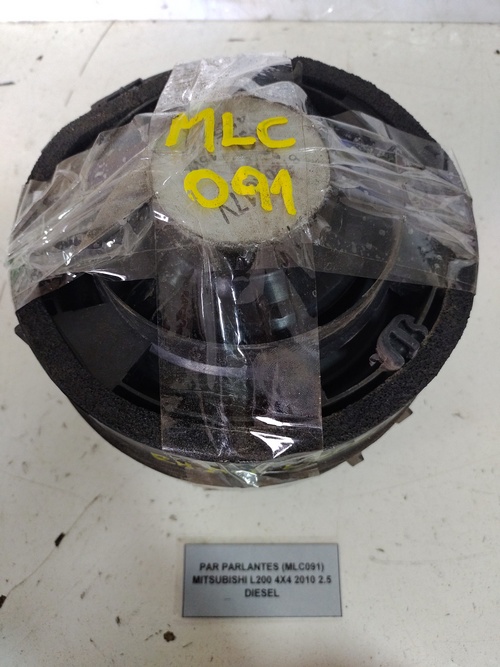 MLC
091
PAR PARLANTES (MLC091)
MITSUBISHI L200 4X4 2010 2.5
DIESEL